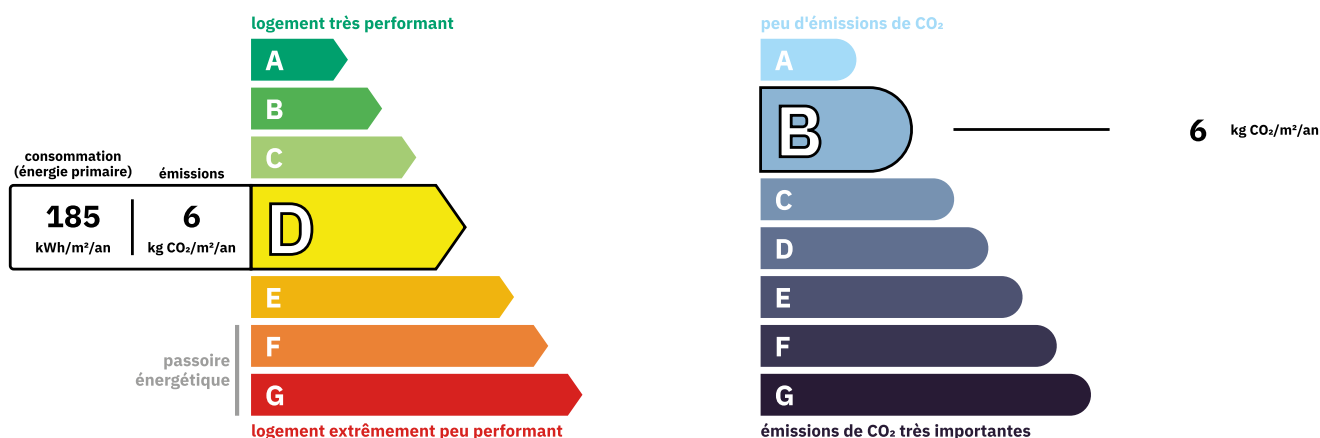 logement très performant
A
B
C
consommation
(énergie primaire)
émissions
185
kWh/m²/an
6
kg CO₂/m²/an
D
E
F
passoire
énergétique
G
logement extrêmement peu performant
peu d'émissions de CO₂
A
B
6 kg CO₂/m²/an
C
D
E
F
G
émissions de CO₂ très importantes